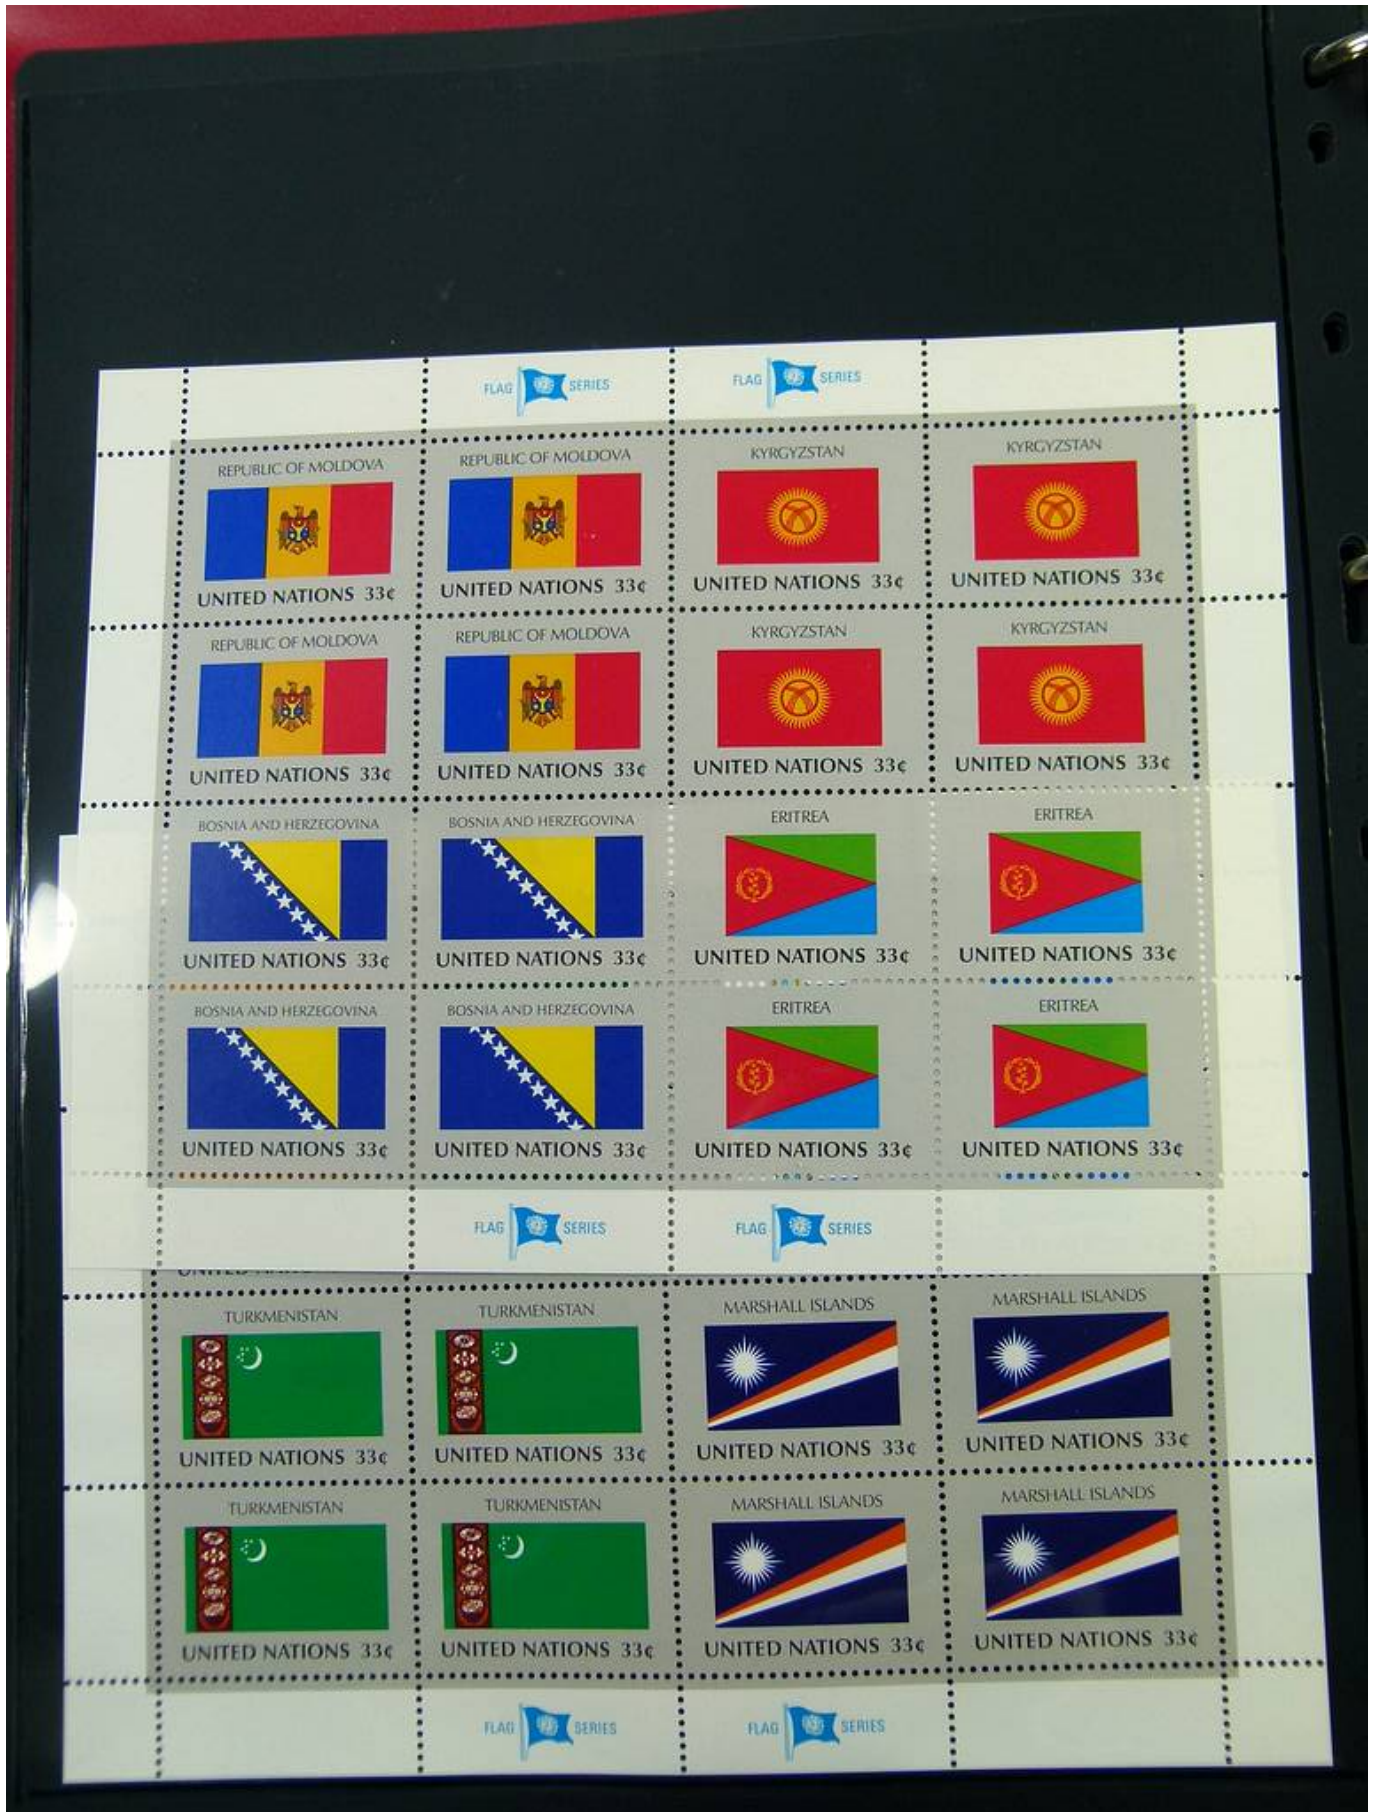 FLAG SERIES FLAG SERIES
REPUBLIC OF MOLDOVA REPUBLIC OF MOLDOVA KYRGYZSTAN KYRGYZSTAN
UNITED NATIONS 33¢ UNITED NATIONS 33¢ UNITED NATIONS 33¢ UNITED NATIONS 33¢
REPUBLIC OF MOLDOVA REPUBLIC OF MOLDOVA KYRGYZSTAN KYRGYZSTAN
UNITED NATIONS 33¢ UNITED NATIONS 33¢ UNITED NATIONS 33¢ UNITED NATIONS 33¢
BOSNIA AND HERZEGOVINA BOSNIA AND HERZEGOVINA ERITREA ERITREA
UNITED NATIONS 33¢ UNITED NATIONS 33¢ UNITED NATIONS 33¢ UNITED NATIONS 33¢
BOSNIA AND HERZEGOVINA BOSNIA AND HERZEGOVINA ERITREA ERITREA
UNITED NATIONS 33¢ UNITED NATIONS 33¢ UNITED NATIONS 33¢ UNITED NATIONS 33¢
FLAG SERIES FLAG SERIES
TURKMENISTAN TURKMENISTAN MARSHALL ISLANDS MARSHALL ISLANDS
UNITED NATIONS 33¢ UNITED NATIONS 33¢ UNITED NATIONS 33¢ UNITED NATIONS 33¢
TURKMENISTAN TURKMENISTAN MARSHALL ISLANDS MARSHALL ISLANDS
UNITED NATIONS 33¢ UNITED NATIONS 33¢ UNITED NATIONS 33¢ UNITED NATIONS 33¢
FLAG SERIES FLAG SERIES